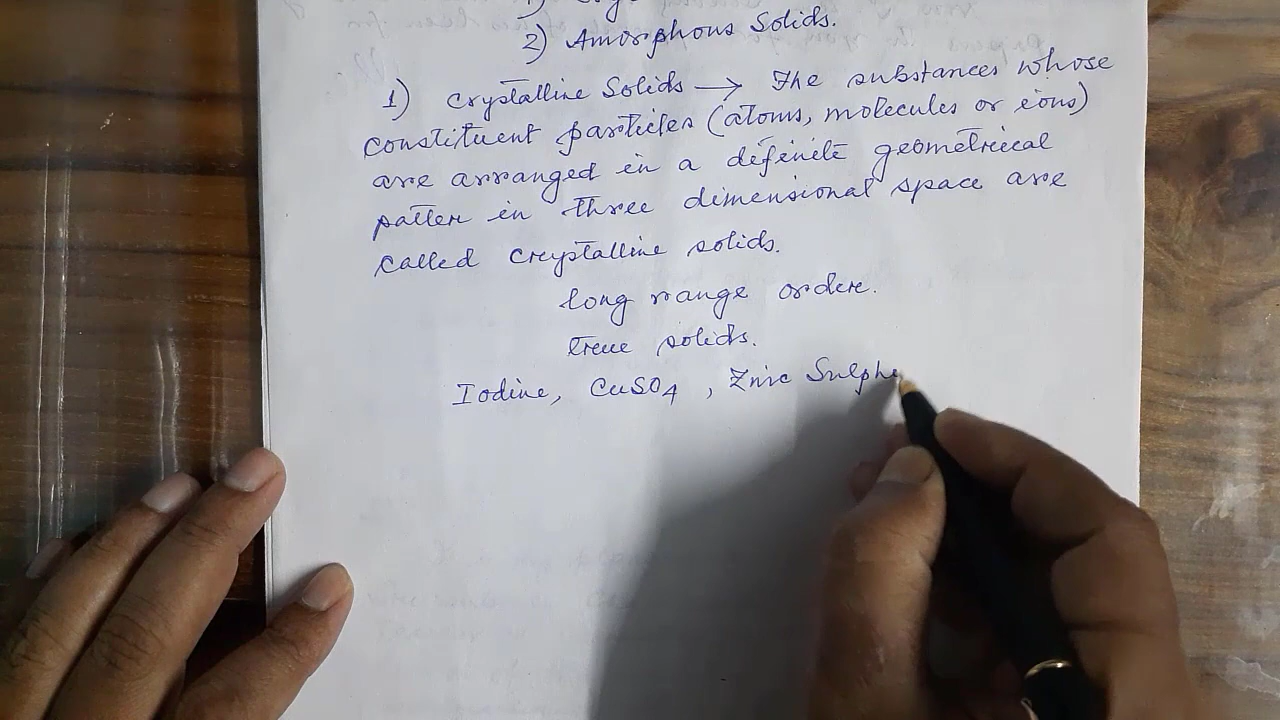 2) Amorphous Solids.
1) Crystalline Solids → The substances whose
constituent particles (atoms, molecules or ions)
are arranged in a definite geometrical
pattern in three dimensional space are
called crystalline solids.
long range order.
true solids.
Iodine, CuSO4, Zinc Sulphe